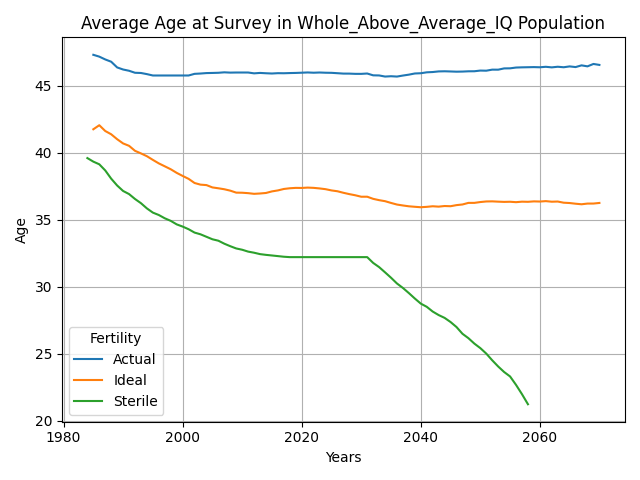 Average Age at Survey in Whole_Above_Average_IQ Population
Age
45
40
35
30
25
20
Fertility
Actual
Ideal
Sterile
1980
2000
2020
2040
2060
Years